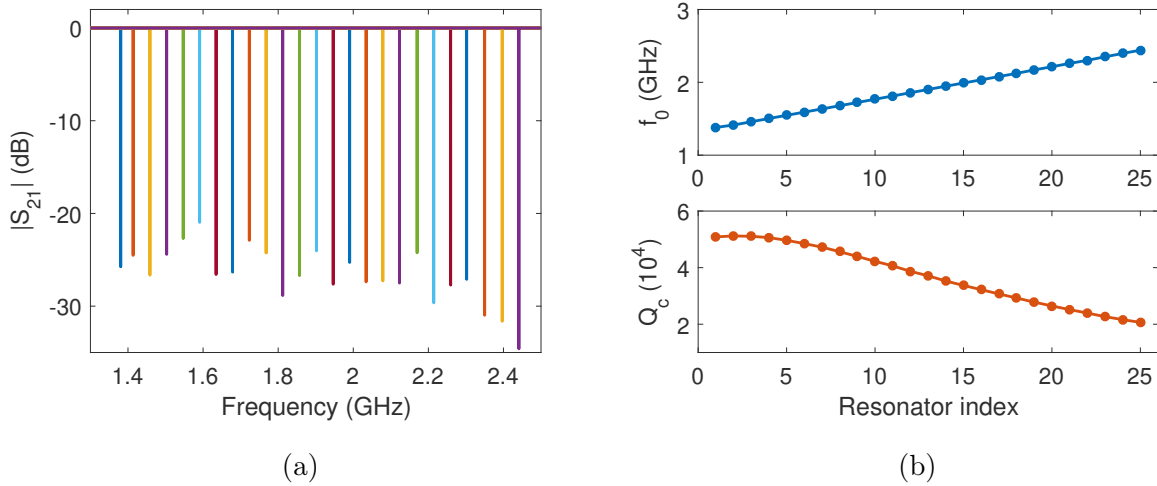 0
-10
-20
-30
|S21| (dB)
1.4 1.6 1.8 2 2.2 2.4
Frequency (GHz)
(a)
3
2
1
f0 (GHz)
0 5 10 15 20 25
6
4
2
Qc (10^4)
0 5 10 15 20 25
Resonator index
(b)